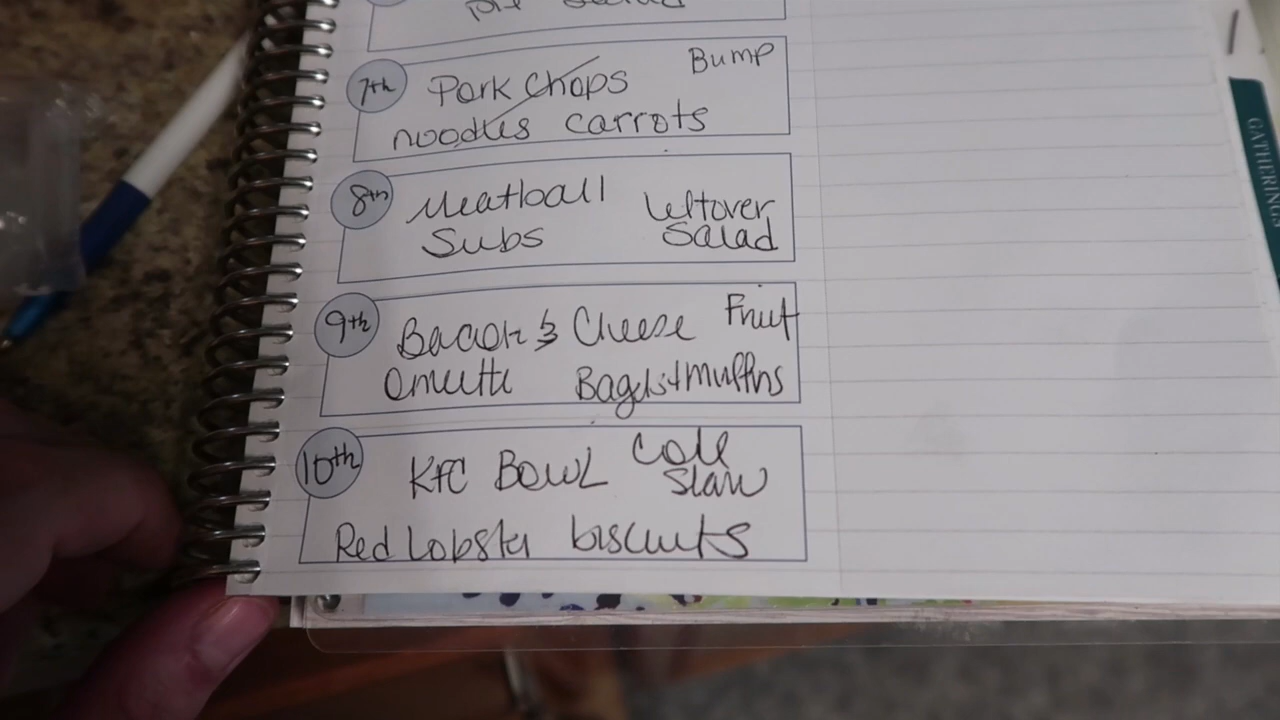 7th Pork Chops Bump
noodles carrots
8th Meatball Leftover
Subs Salad
9th Bacon & Cheese Fruit
Omelette Bagels + Muffins
10th KFC BOWL Cole
Slaw
Red Lobster biscuits
GATHERINGS